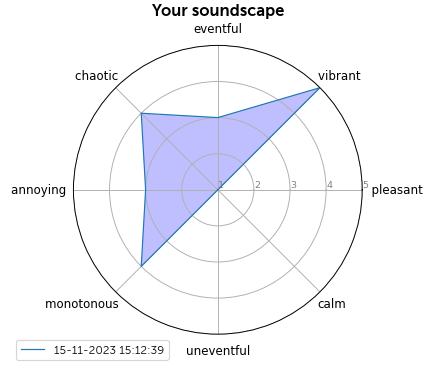 Your soundscape
eventful
chaotic
vibrant
annoying
1
2
3
4
5
pleasant
monotonous
calm
uneventful
15-11-2023 15:12:39